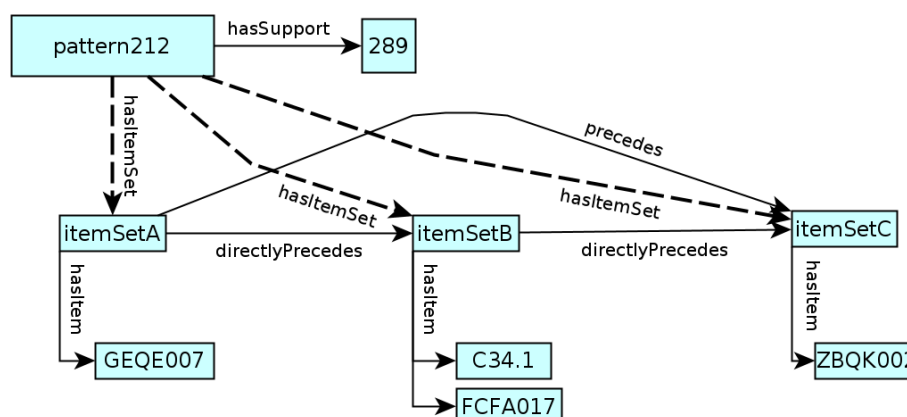 pattern212
hasSupport
289
hasItemSet
hasItemSet
hasItemSet
precedes
itemSetA
directlyPrecedes
itemSetB
directlyPrecedes
itemSetC
hasItem
hasItem
hasItem
GEQE007
C34.1
ZBQK002
FCFA017